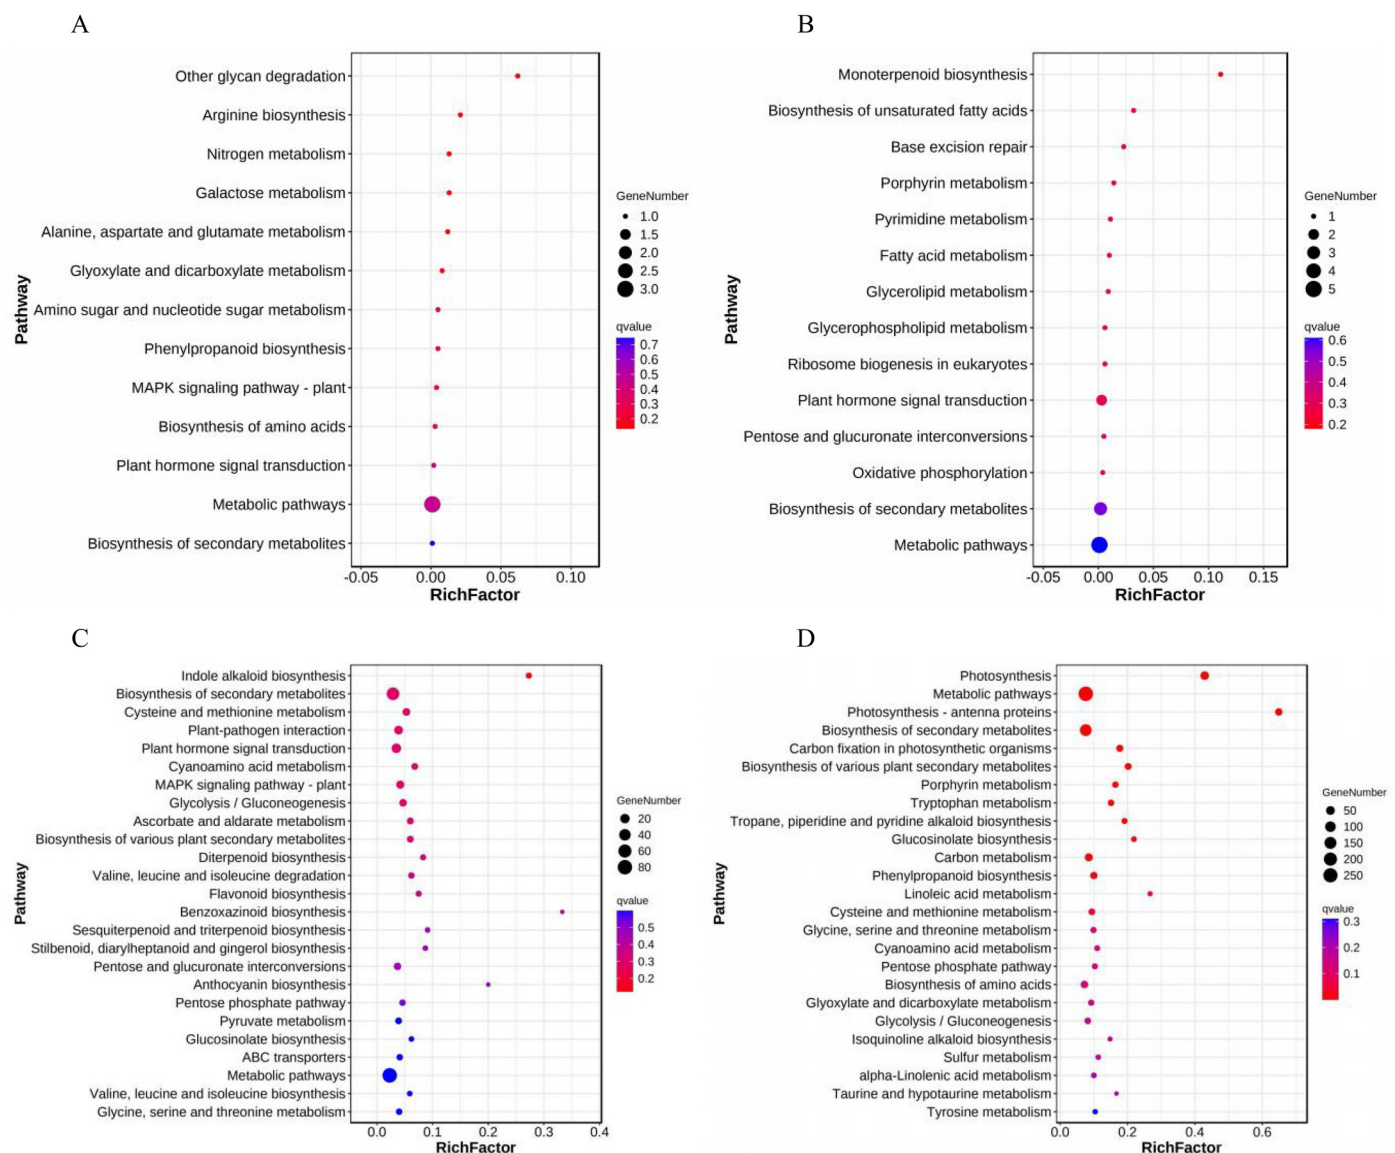 A
Other glycan degradation
Arginine biosynthesis
Nitrogen metabolism
Galactose metabolism
Alanine, aspartate and glutamate metabolism
Glyoxylate and dicarboxylate metabolism
Amino sugar and nucleotide sugar metabolism
Phenylpropanoid biosynthesis
MAPK signaling pathway - plant
Biosynthesis of amino acids
Plant hormone signal transduction
Metabolic pathways
Biosynthesis of secondary metabolites
Pathway
-0.05 0.00 0.05 0.10
RichFactor
GeneNumber
1.0
1.5
2.0
2.5
3.0
qvalue
0.7
0.6
0.5
0.4
0.3
0.2
B
Monoterpenoid biosynthesis
Biosynthesis of unsaturated fatty acids
Base excision repair
Porphyrin metabolism
Pyrimidine metabolism
Fatty acid metabolism
Glycerolipid metabolism
Glycerophospholipid metabolism
Ribosome biogenesis in eukaryotes
Plant hormone signal transduction
Pentose and glucuronate interconversions
Oxidative phosphorylation
Biosynthesis of secondary metabolites
Metabolic pathways
Pathway
-0.05 0.00 0.05 0.10 0.15
RichFactor
GeneNumber
1
2
3
4
5
qvalue
0.6
0.5
0.4
0.3
0.2
C
Indole alkaloid biosynthesis
Biosynthesis of secondary metabolites
Cysteine and methionine metabolism
Plant-pathogen interaction
Plant hormone signal transduction
Cyanoamino acid metabolism
MAPK signaling pathway - plant
Glycolysis / Gluconeogenesis
Ascorbate and aldarate metabolism
Biosynthesis of various plant secondary metabolites
Diterpenoid biosynthesis
Valine, leucine and isoleucine degradation
Flavonoid biosynthesis
Benzoxazinoid biosynthesis
Sesquiterpenoid and triterpenoid biosynthesis
Stilbenoid, diarylheptanoid and gingerol biosynthesis
Pentose and glucuronate interconversions
Anthocyanin biosynthesis
Pentose phosphate pathway
Pyruvate metabolism
Glucosinolate biosynthesis
ABC transporters
Metabolic pathways
Valine, leucine and isoleucine biosynthesis
Glycine, serine and threonine metabolism
Pathway
0.0 0.1 0.2 0.3 0.4
RichFactor
GeneNumber
20
40
60
80
qvalue
0.5
0.4
0.3
0.2
D
Photosynthesis
Metabolic pathways
Photosynthesis - antenna proteins
Biosynthesis of secondary metabolites
Carbon fixation in photosynthetic organisms
Biosynthesis of various plant secondary metabolites
Porphyrin metabolism
Tryptophan metabolism
Tropane, piperidine and pyridine alkaloid biosynthesis
Glucosinolate biosynthesis
Carbon metabolism
Phenylpropanoid biosynthesis
Linoleic acid metabolism
Cysteine and methionine metabolism
Glycine, serine and threonine metabolism
Cyanoamino acid metabolism
Pentose phosphate pathway
Biosynthesis of amino acids
Glyoxylate and dicarboxylate metabolism
Glycolysis / Gluconeogenesis
Isoquinoline alkaloid biosynthesis
Sulfur metabolism
alpha-Linolenic acid metabolism
Taurine and hypotaurine metabolism
Tyrosine metabolism
Pathway
0.0 0.2 0.4 0.6
RichFactor
GeneNumber
50
100
150
200
250
qvalue
0.3
0.2
0.1